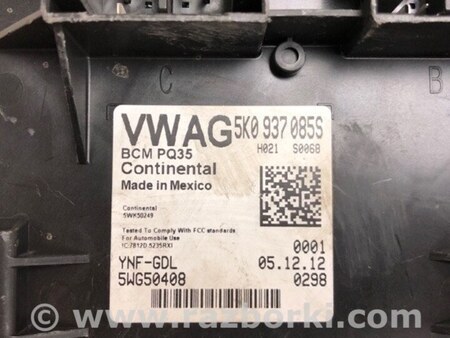 C
B
VWAG 5K0 937 085S
BCM PQ35 H021 S0068
Continental
Made in Mexico
Continental
5WK50249
Tested To Comply With FCC standards
For Automobile Use
0001
YNF-GDL 05.12.12
5WG50408 0298
www.razborki.com